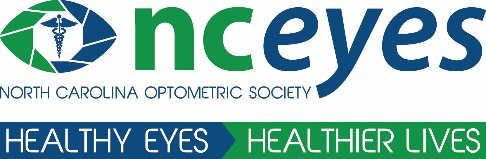 nceyes
NORTH CAROLINA OPTOMETRIC SOCIETY
HEALTHY EYES HEALTHIER LIVES